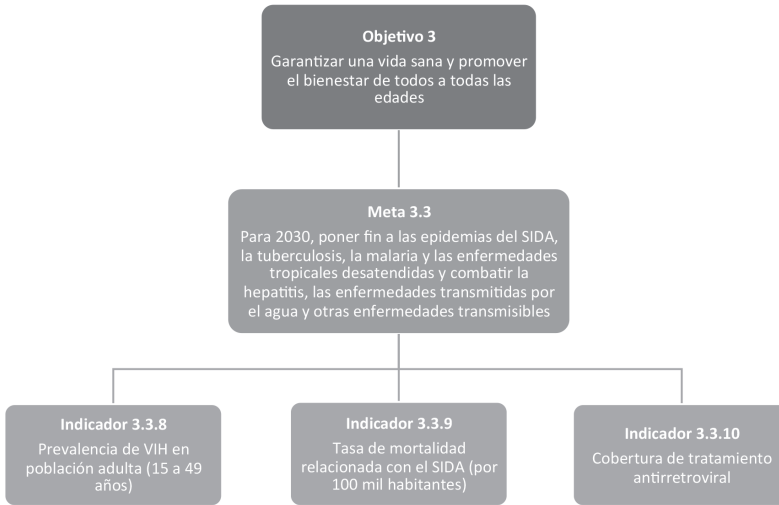 Objetivo 3
Garantizar una vida sana y promover
el bienestar de todos a todas las
edades
Meta 3.3
Para 2030, poner fin a las epidemias del SIDA,
la tuberculosis, la malaria y las enfermedades
tropicales desatendidas y combatir la
hepatitis, las enfermedades transmitidas por
el agua y otras enfermedades transmisibles
Indicador 3.3.8
Prevalencia de VIH en
población adulta (15 a 49
años)
Indicador 3.3.9
Tasa de mortalidad
relacionada con el SIDA (por
100 mil habitantes)
Indicador 3.3.10
Cobertura de tratamiento
antirretroviral